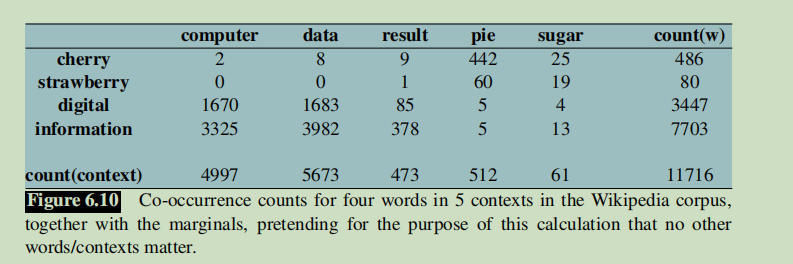 computer data result pie sugar count(w)
cherry 2 8 9 442 25 486
strawberry 0 0 1 60 19 80
digital 1670 1683 85 5 4 3447
information 3325 3982 378 5 13 7703
count(context) 4997 5673 473 512 61 11716
Figure 6.10 Co-occurrence counts for four words in 5 contexts in the Wikipedia corpus,
together with the marginals, pretending for the purpose of this calculation that no other
words/contexts matter.